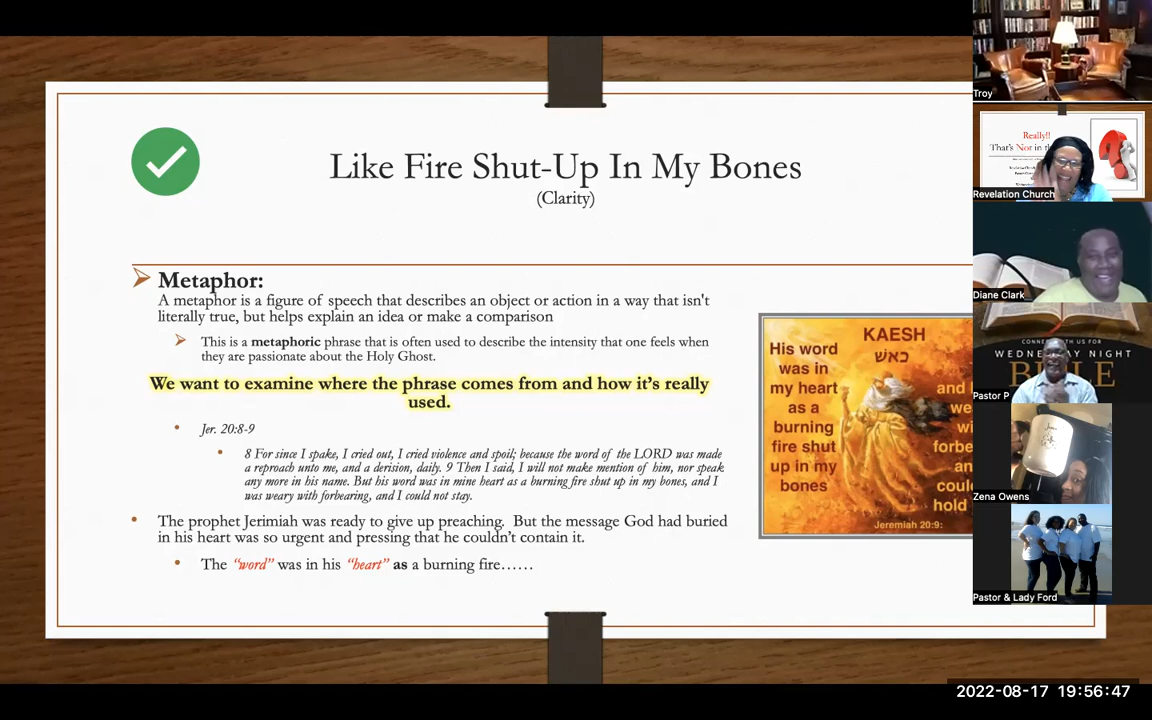 Like Fire Shut-Up In My Bones
(Clarity)
Metaphor:
A metaphor is a figure of speech that describes an object or action in a way that isn't
literally true, but helps explain an idea or make a comparison
This is a metaphoric phrase that is often used to describe the intensity that one feels when
they are passionate about the Holy Ghost.
We want to examine where the phrase comes from and how it's really
used.
Jer. 20:8-9
8 For since I spake, I cried out, I cried violence and spoil; because the word of the LORD was made
a reproach unto me, and a derision, daily. 9 Then I said, I will not make mention of him, nor speak
any more in his name. But his word was in mine heart as a burning fire shut up in my bones, and I
was weary with forbearing, and I could not stay.
The prophet Jerimiah was ready to give up preaching. But the message God had buried
in his heart was so urgent and pressing that he couldn't contain it.
The "word" was in his "heart" as a burning fire......
His word
was in
my heart
as a
burning
fire shut
up in my
bones
KAESH
כאש
and
Jeremiah 20:9:
Troy
Really!!
That's Not in
Revelation Church
Diane Clark
WEDNESDAY NIGHT
Pastor P
Zena Owens
Pastor & Lady Ford
2022-08-17 19:56:47